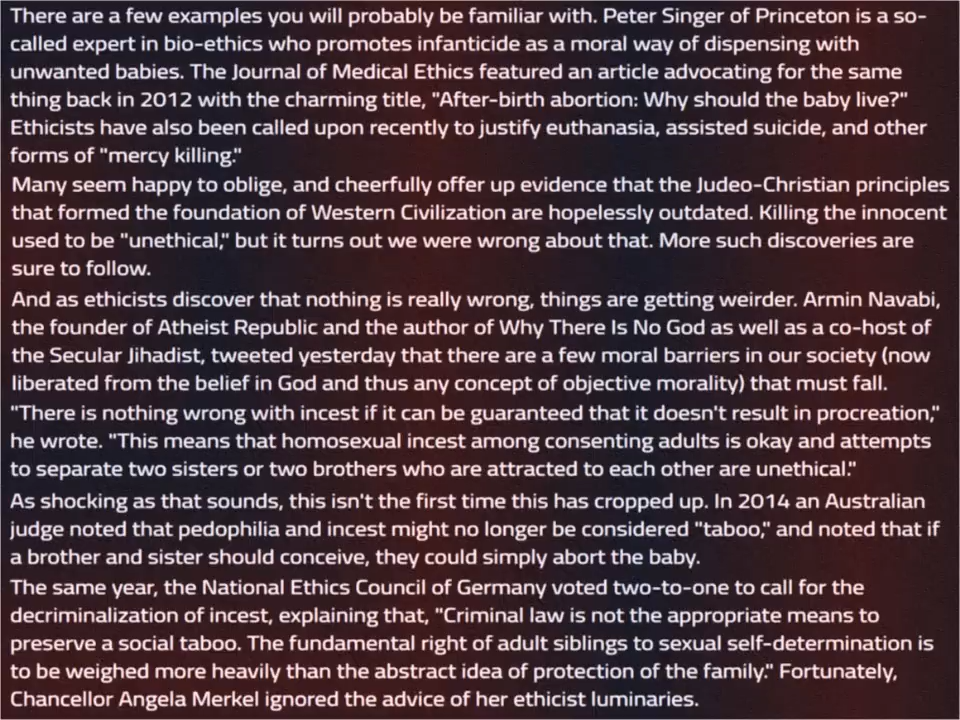 There are a few examples you will probably be familiar with. Peter Singer of Princeton is a so-
called expert in bio-ethics who promotes infanticide as a moral way of dispensing with
unwanted babies. The Journal of Medical Ethics featured an article advocating for the same
thing back in 2012 with the charming title, "After-birth abortion: Why should the baby live?"
Ethicists have also been called upon recently to justify euthanasia, assisted suicide, and other
forms of "mercy killing."
Many seem happy to oblige, and cheerfully offer up evidence that the Judeo-Christian principles
that formed the foundation of Western Civilization are hopelessly outdated. Killing the innocent
used to be "unethical," but it turns out we were wrong about that. More such discoveries are
sure to follow.
And as ethicists discover that nothing is really wrong, things are getting weirder. Armin Navabi,
the founder of Atheist Republic and the author of Why There Is No God as well as a co-host of
the Secular Jihadist, tweeted yesterday that there are a few moral barriers in our society (now
liberated from the belief in God and thus any concept of objective morality) that must fall.
"There is nothing wrong with incest if it can be guaranteed that it doesn't result in procreation,"
he wrote. "This means that homosexual incest among consenting adults is okay and attempts
to separate two sisters or two brothers who are attracted to each other are unethical."
As shocking as that sounds, this isn't the first time this has cropped up. In 2014 an Australian
judge noted that pedophilia and incest might no longer be considered "taboo," and noted that if
a brother and sister should conceive, they could simply abort the baby.
The same year, the National Ethics Council of Germany voted two-to-one to call for the
decriminalization of incest, explaining that, "Criminal law is not the appropriate means to
preserve a social taboo. The fundamental right of adult siblings to sexual self-determination is
to be weighed more heavily than the abstract idea of protection of the family." Fortunately,
Chancellor Angela Merkel ignored the advice of her ethicist luminaries.